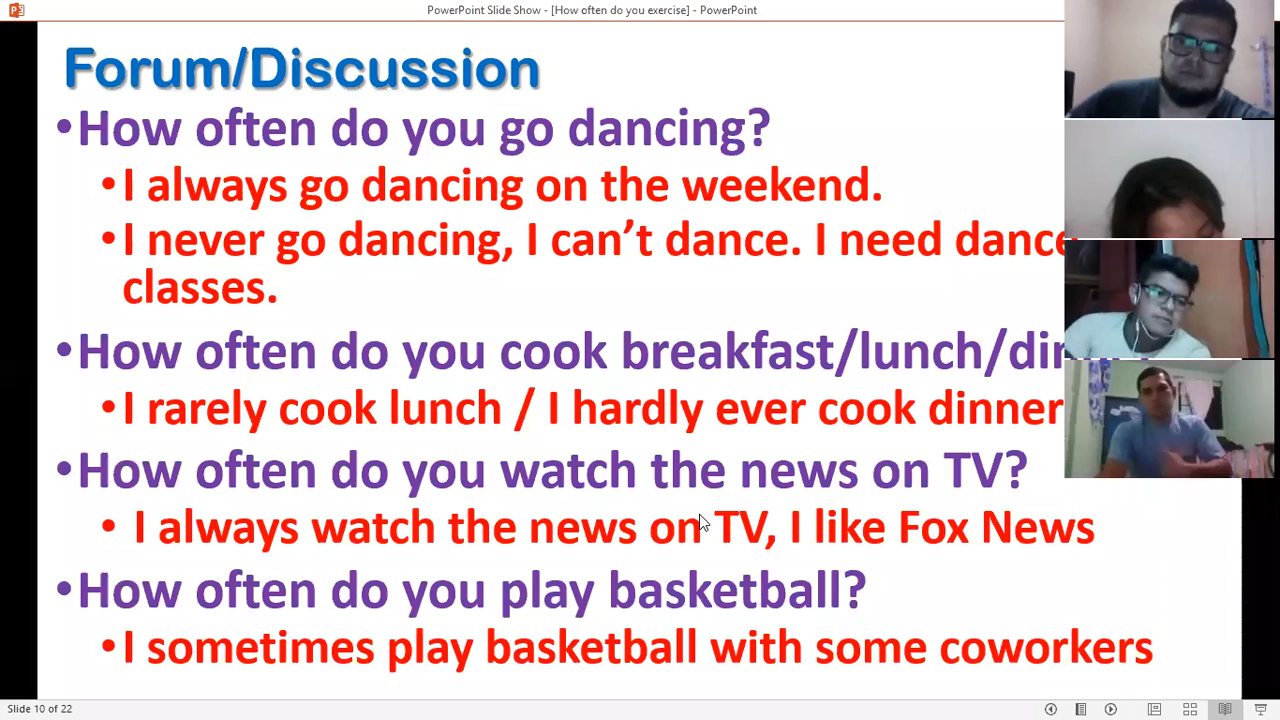 PowerPoint Slide Show - [How often do you exercise] - PowerPoint
Forum/Discussion
•How often do you go dancing?
•I always go dancing on the weekend.
•I never go dancing, I can't dance. I need dance
classes.
•How often do you cook breakfast/lunch/
•I rarely cook lunch / I hardly ever cook dinner
•How often do you watch the news on TV?
• I always watch the news on TV, I like Fox News
•How often do you play basketball?
•I sometimes play basketball with some coworkers
Slide 10 of 22